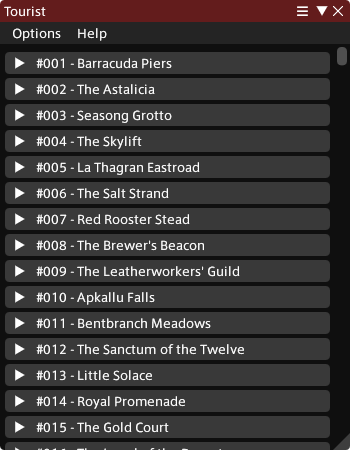 Tourist
Options Help
#001 - Barracuda Piers
#002 - The Astalicia
#003 - Seasong Grotto
#004 - The Skylift
#005 - La Thagran Eastroad
#006 - The Salt Strand
#007 - Red Rooster Stead
#008 - The Brewer's Beacon
#009 - The Leatherworkers' Guild
#010 - Apkallu Falls
#011 - Bentbranch Meadows
#012 - The Sanctum of the Twelve
#013 - Little Solace
#014 - Royal Promenade
#015 - The Gold Court